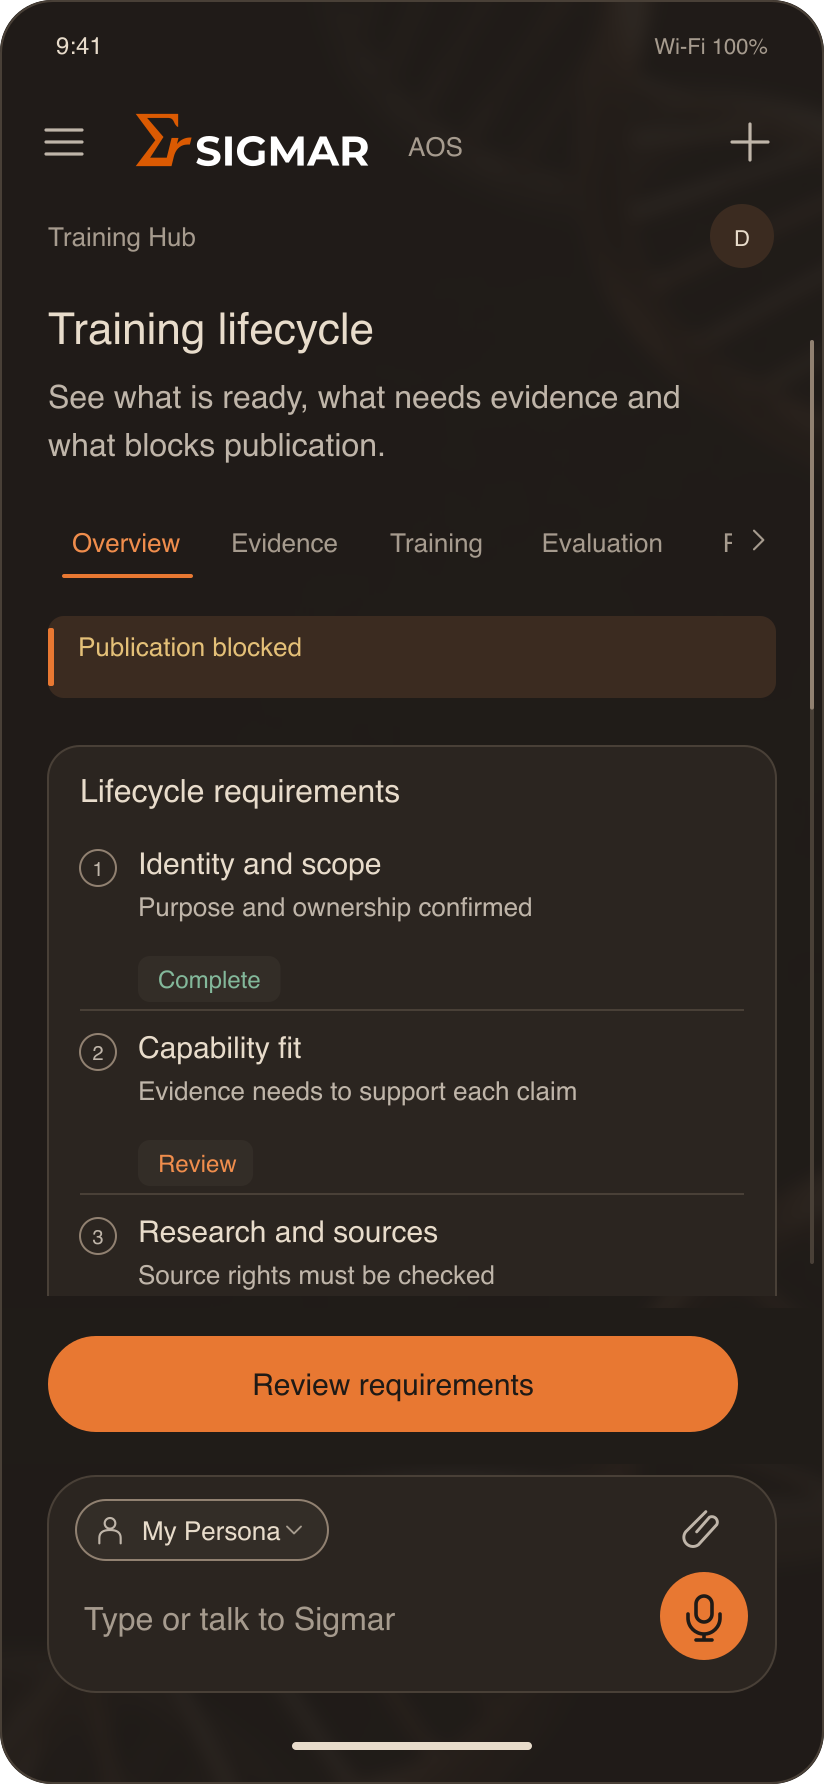 9:41
Wi-Fi 100%
Σr SIGMAR AOS
Training Hub
D
Training lifecycle
See what is ready, what needs evidence and
what blocks publication.
Overview Evidence Training Evaluation
Publication blocked
Lifecycle requirements
1 Identity and scope
Purpose and ownership confirmed
Complete
2 Capability fit
Evidence needs to support each claim
Review
3 Research and sources
Source rights must be checked
Review requirements
My Persona
Type or talk to Sigmar